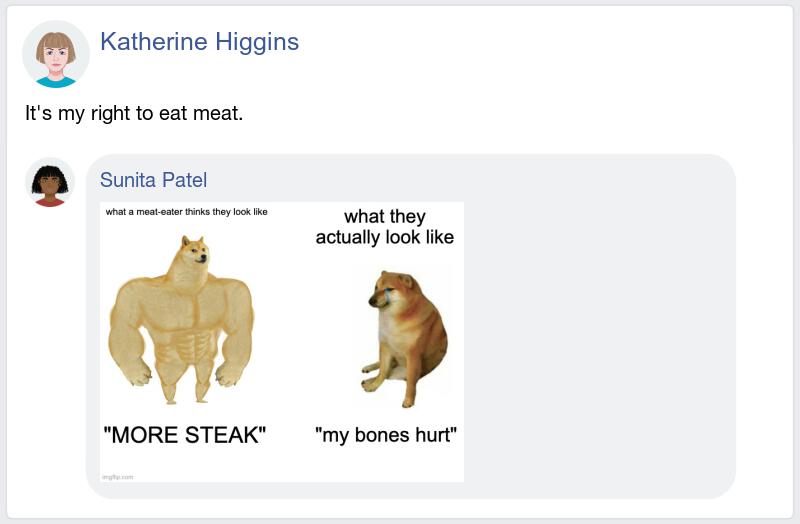 Katherine Higgins
It's my right to eat meat.
Sunita Patel
what a meat-eater thinks they look like
what they
actually look like
"MORE STEAK"
"my bones hurt"
imgflip.com